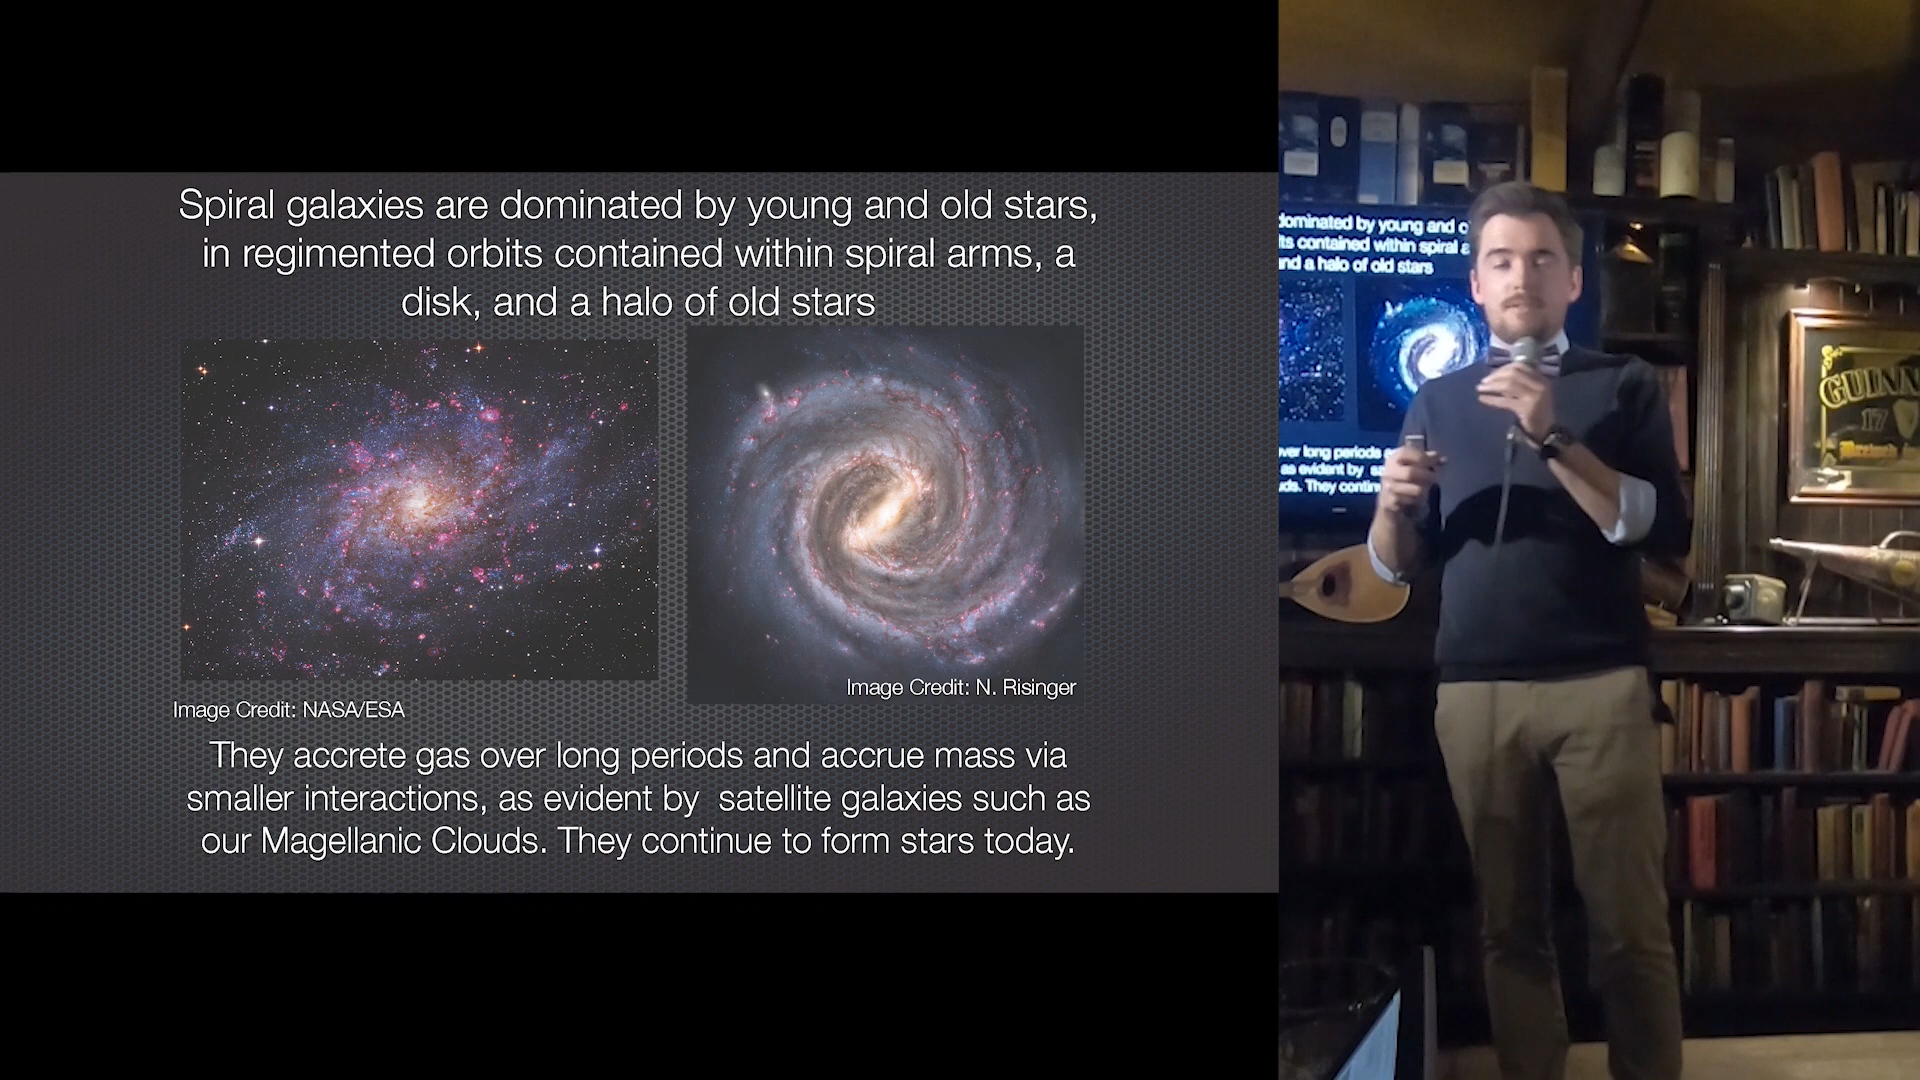 Spiral galaxies are dominated by young and old stars,
in regimented orbits contained within spiral arms, a
disk, and a halo of old stars
Image Credit: N. Risinger
Image Credit: NASA/ESA
They accrete gas over long periods and accrue mass via
smaller interactions, as evident by satellite galaxies such as
our Magellanic Clouds. They continue to form stars today.
dominated by young and o
its contained within spiral a
and a halo of old stars
ver long periods
as evident by
uds. They contin
GUINN
17